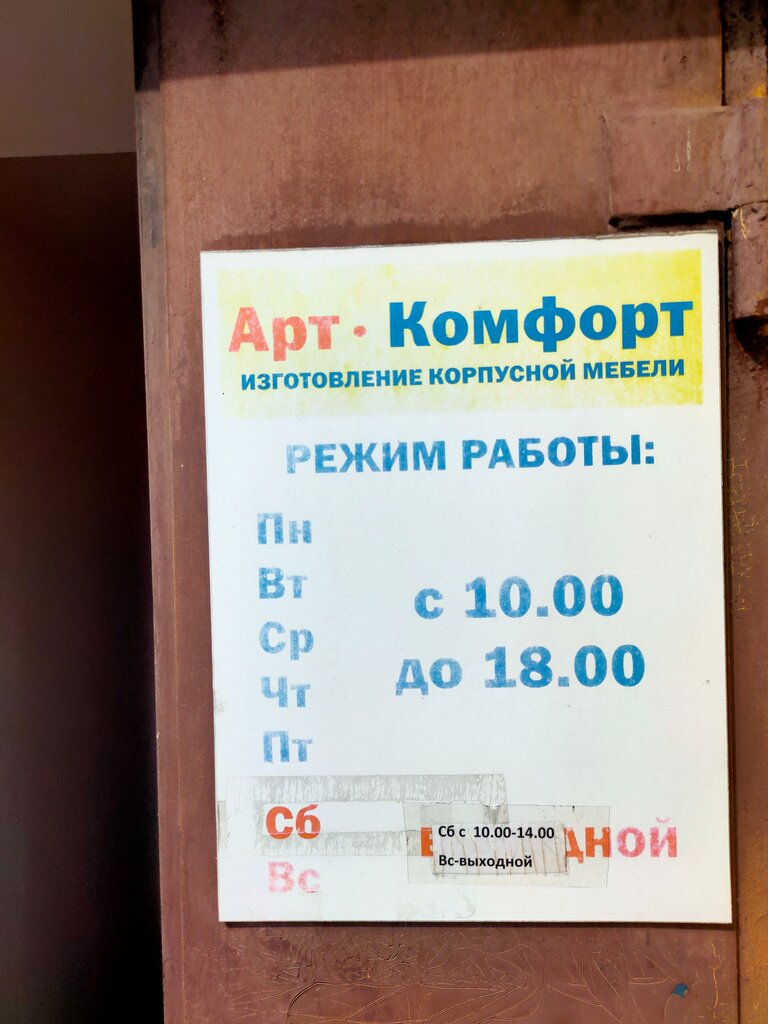 Арт · Комфорт
ИЗГОТОВЛЕНИЕ КОРПУСНОЙ МЕБЕЛИ
РЕЖИМ РАБОТЫ:
Пн
Вт
с 10.00
Ср
до 18.00
Чт
Пт
Сб
Сб с 10.00-14.00
Вс-выходной
Вс